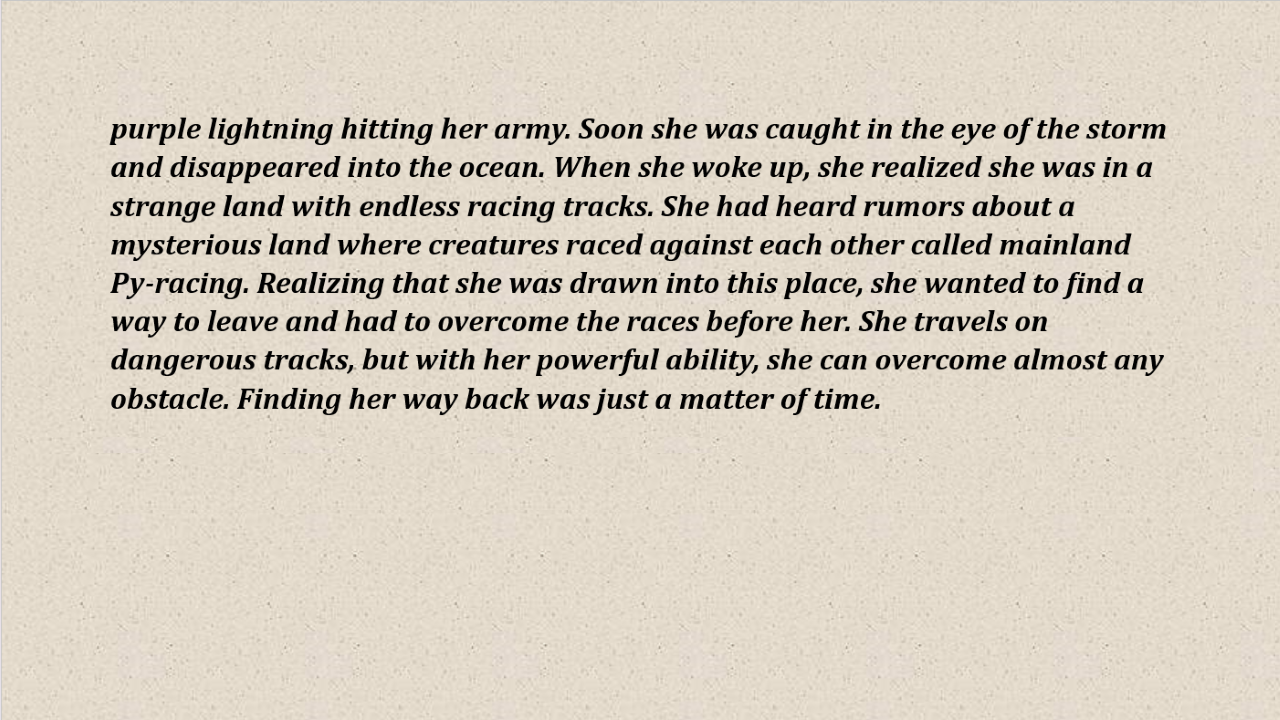 purple lightning hitting her army. Soon she was caught in the eye of the storm
and disappeared into the ocean. When she woke up, she realized she was in a
strange land with endless racing tracks. She had heard rumors about a
mysterious land where creatures raced against each other called mainland
Py-racing. Realizing that she was drawn into this place, she wanted to find a
way to leave and had to overcome the races before her. She travels on
dangerous tracks, but with her powerful ability, she can overcome almost any
obstacle. Finding her way back was just a matter of time.